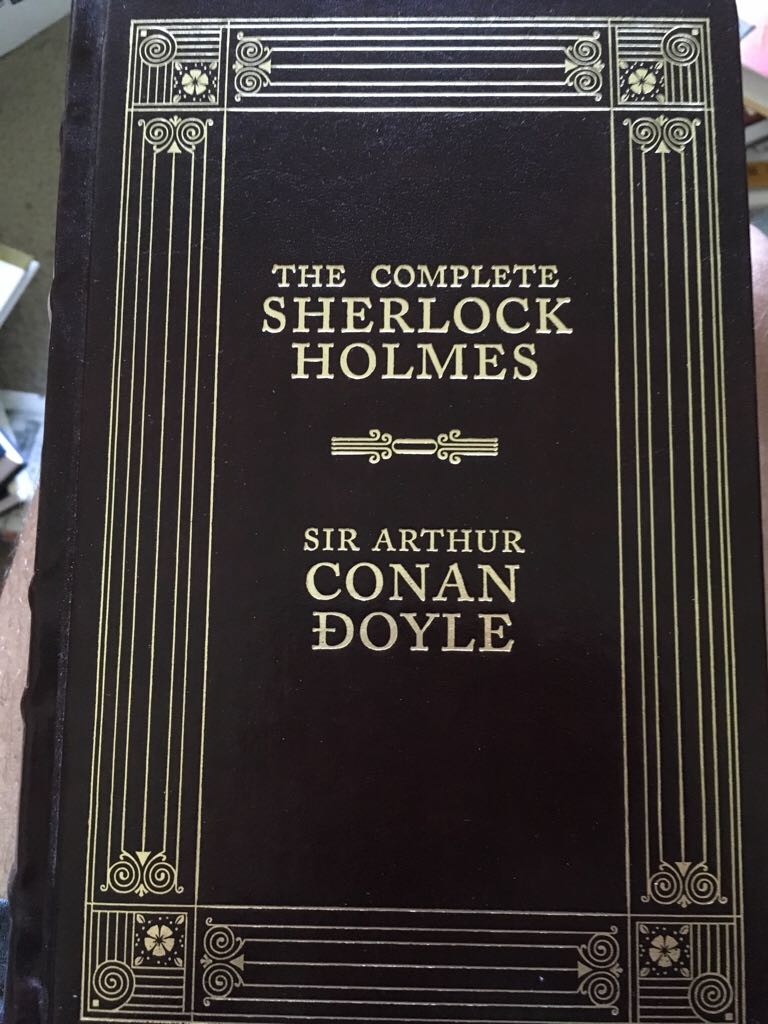 THE COMPLETE
SHERLOCK
HOLMES
SIR ARTHUR
CONAN
ĐOYLE